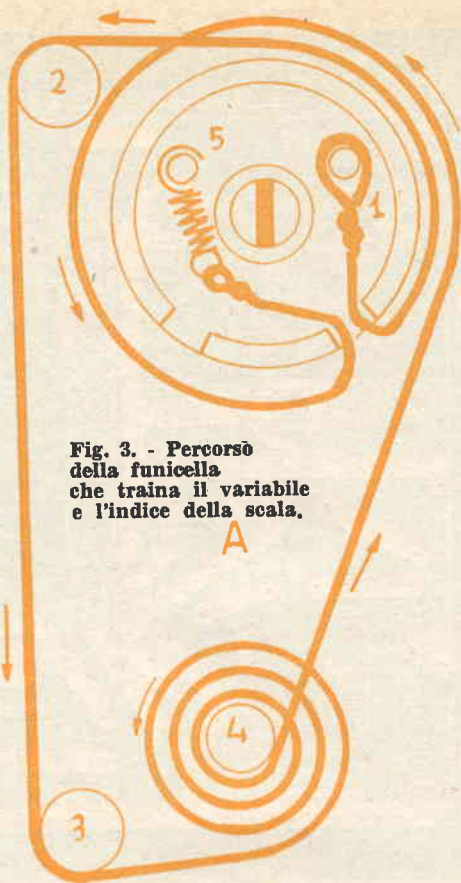 2
5
1
Fig. 3. - Percorso
della funicella
che traina il variabile
e l'indice della scala.
A
4
3